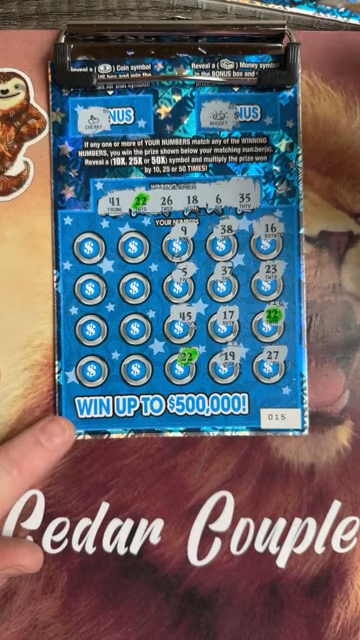 Reveal a ( ) Coin symbol
Reveal a ( ) Money symbol
in the BONUS box and
BONUS
CHERRY
BONUS
NUGGET
If any one or more of YOUR NUMBERS match any of the WINNING
NUMBERS, you win the prize shown below your matching number(s).
Reveal a (10X, 25X or 50X) symbol and multiply the prize won
by 10, 25 or 50 TIMES!
41 22 26 18 6 35
YOUR NUMBERS
9 38 16
5 37 23
45 17 22
22 19 27
WIN UP TO $500,000!
015
Cedar Couple